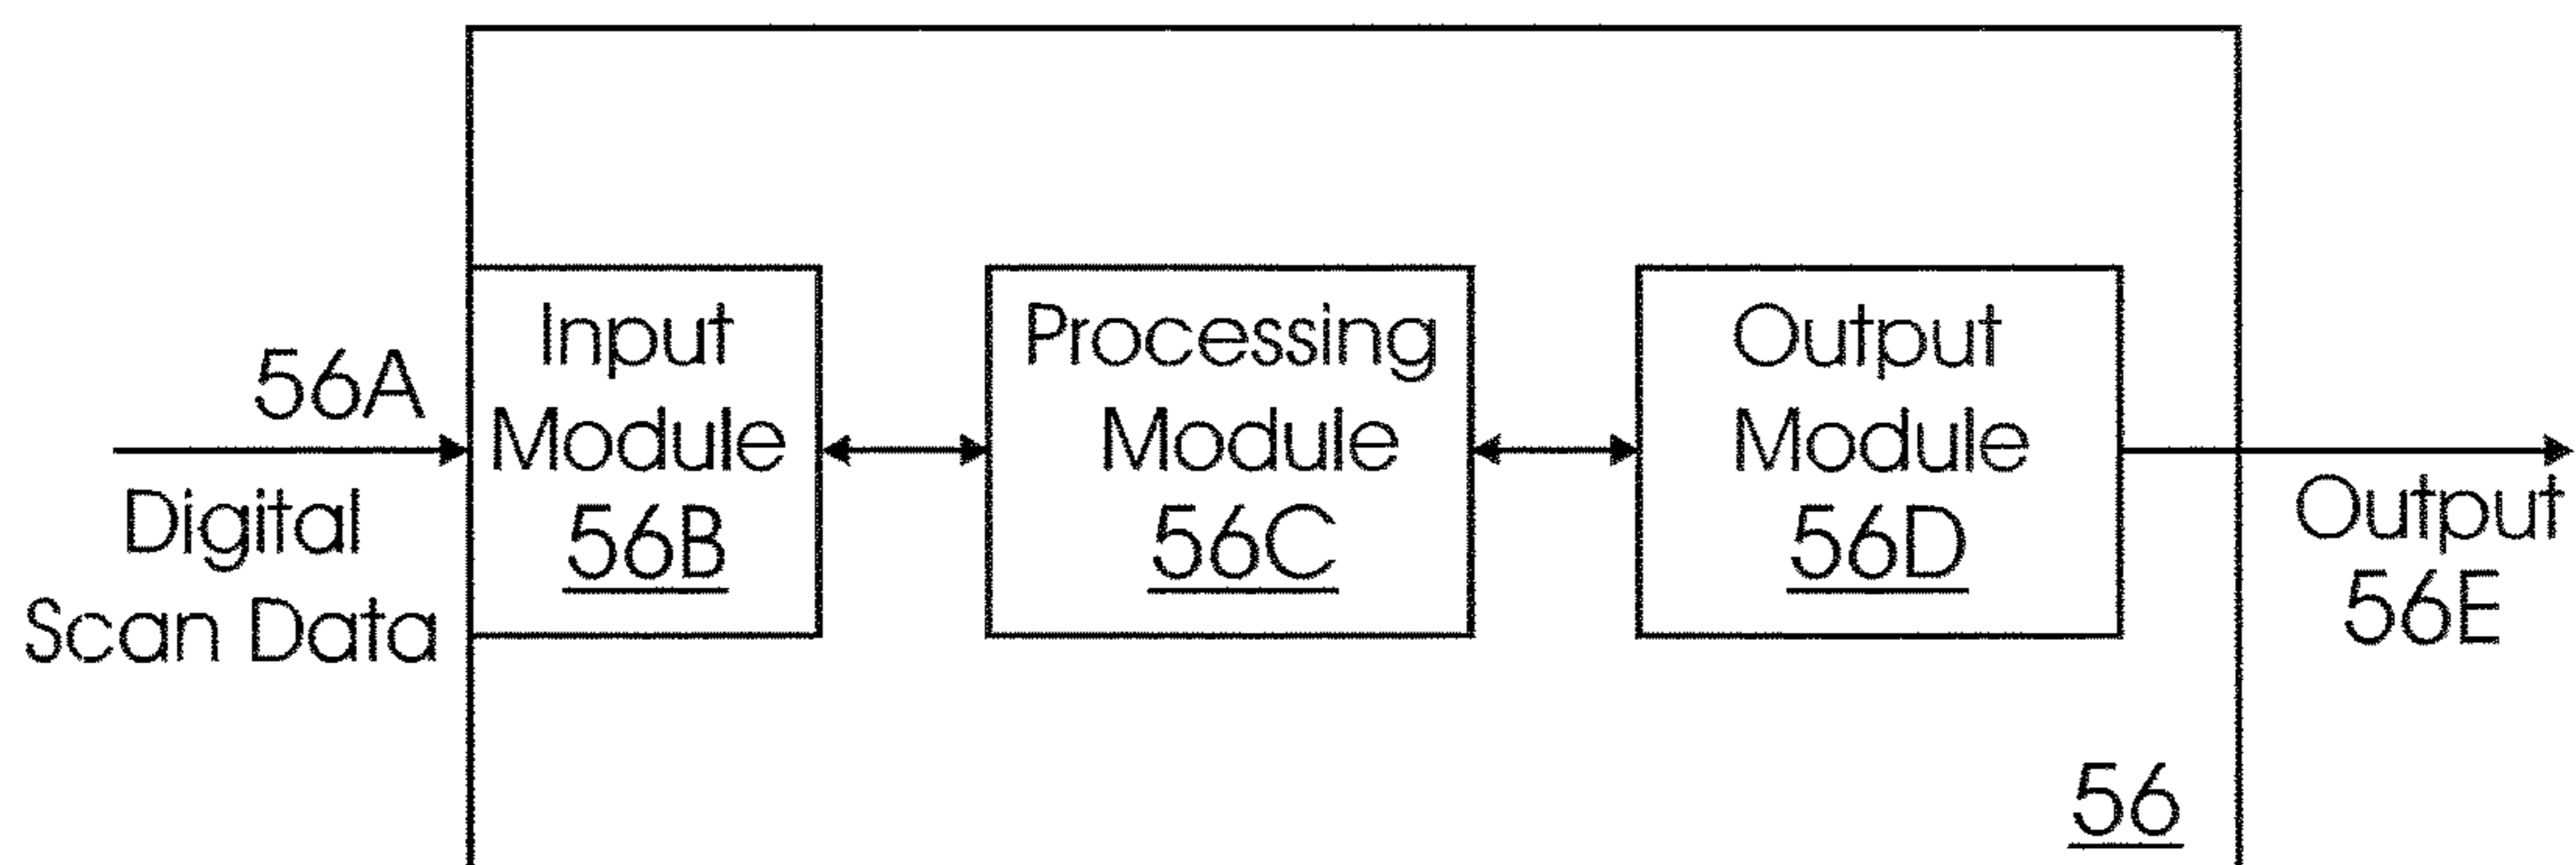 56A
Digital
Scan Data
Input
Module
56B
Processing
Module
56C
Output
Module
56D
Output
56E
56